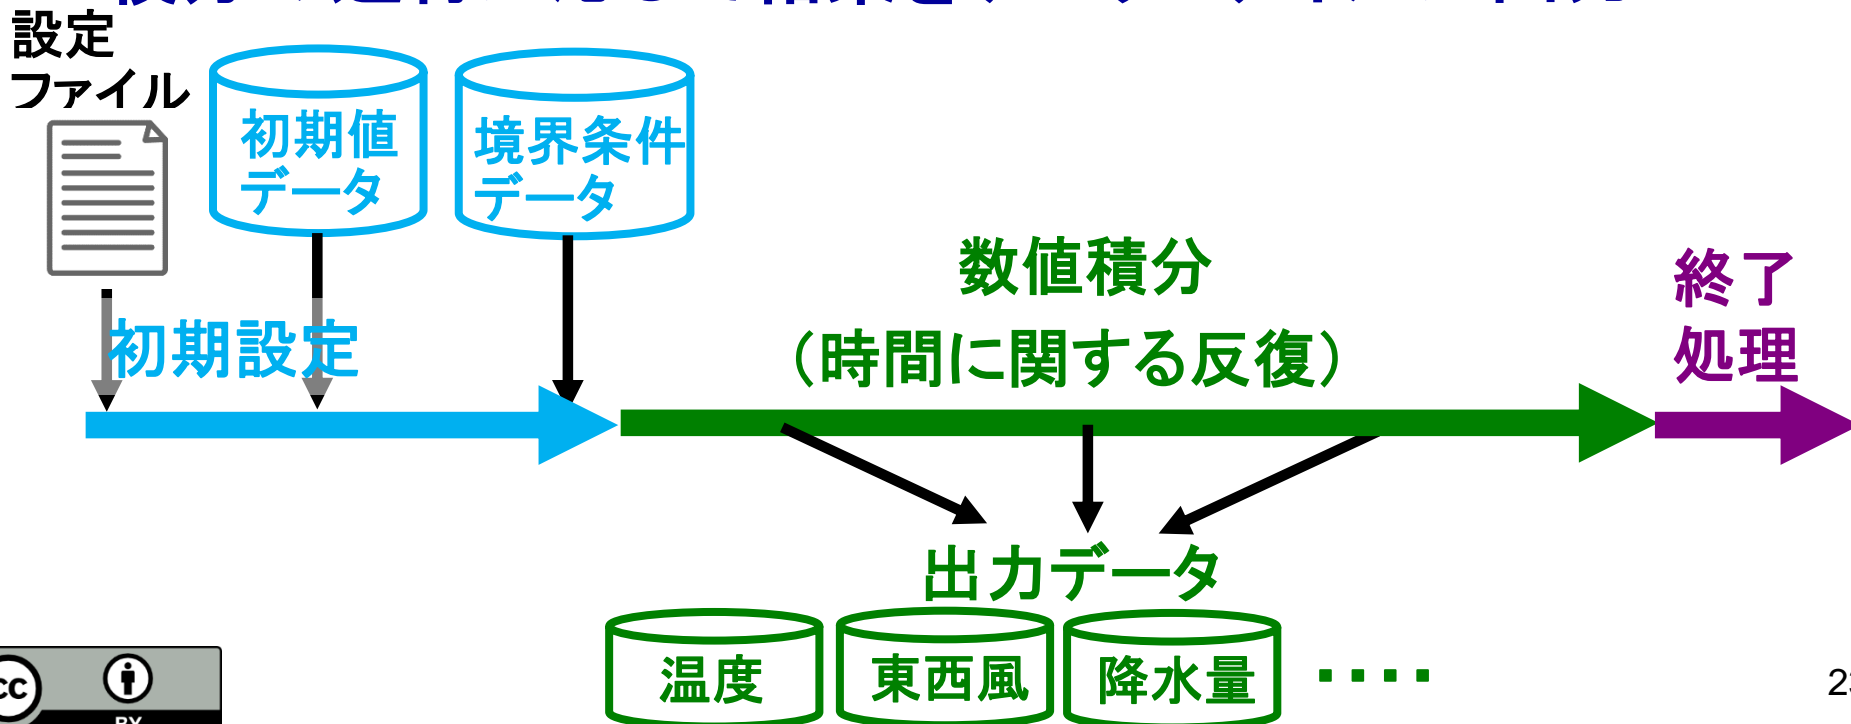 設定
ファイル
初期値
データ
境界条件
データ
初期設定
数値積分
（時間に関する反復）
終了
処理
出力データ
温度
東西風
降水量
・・・・
cc
BY